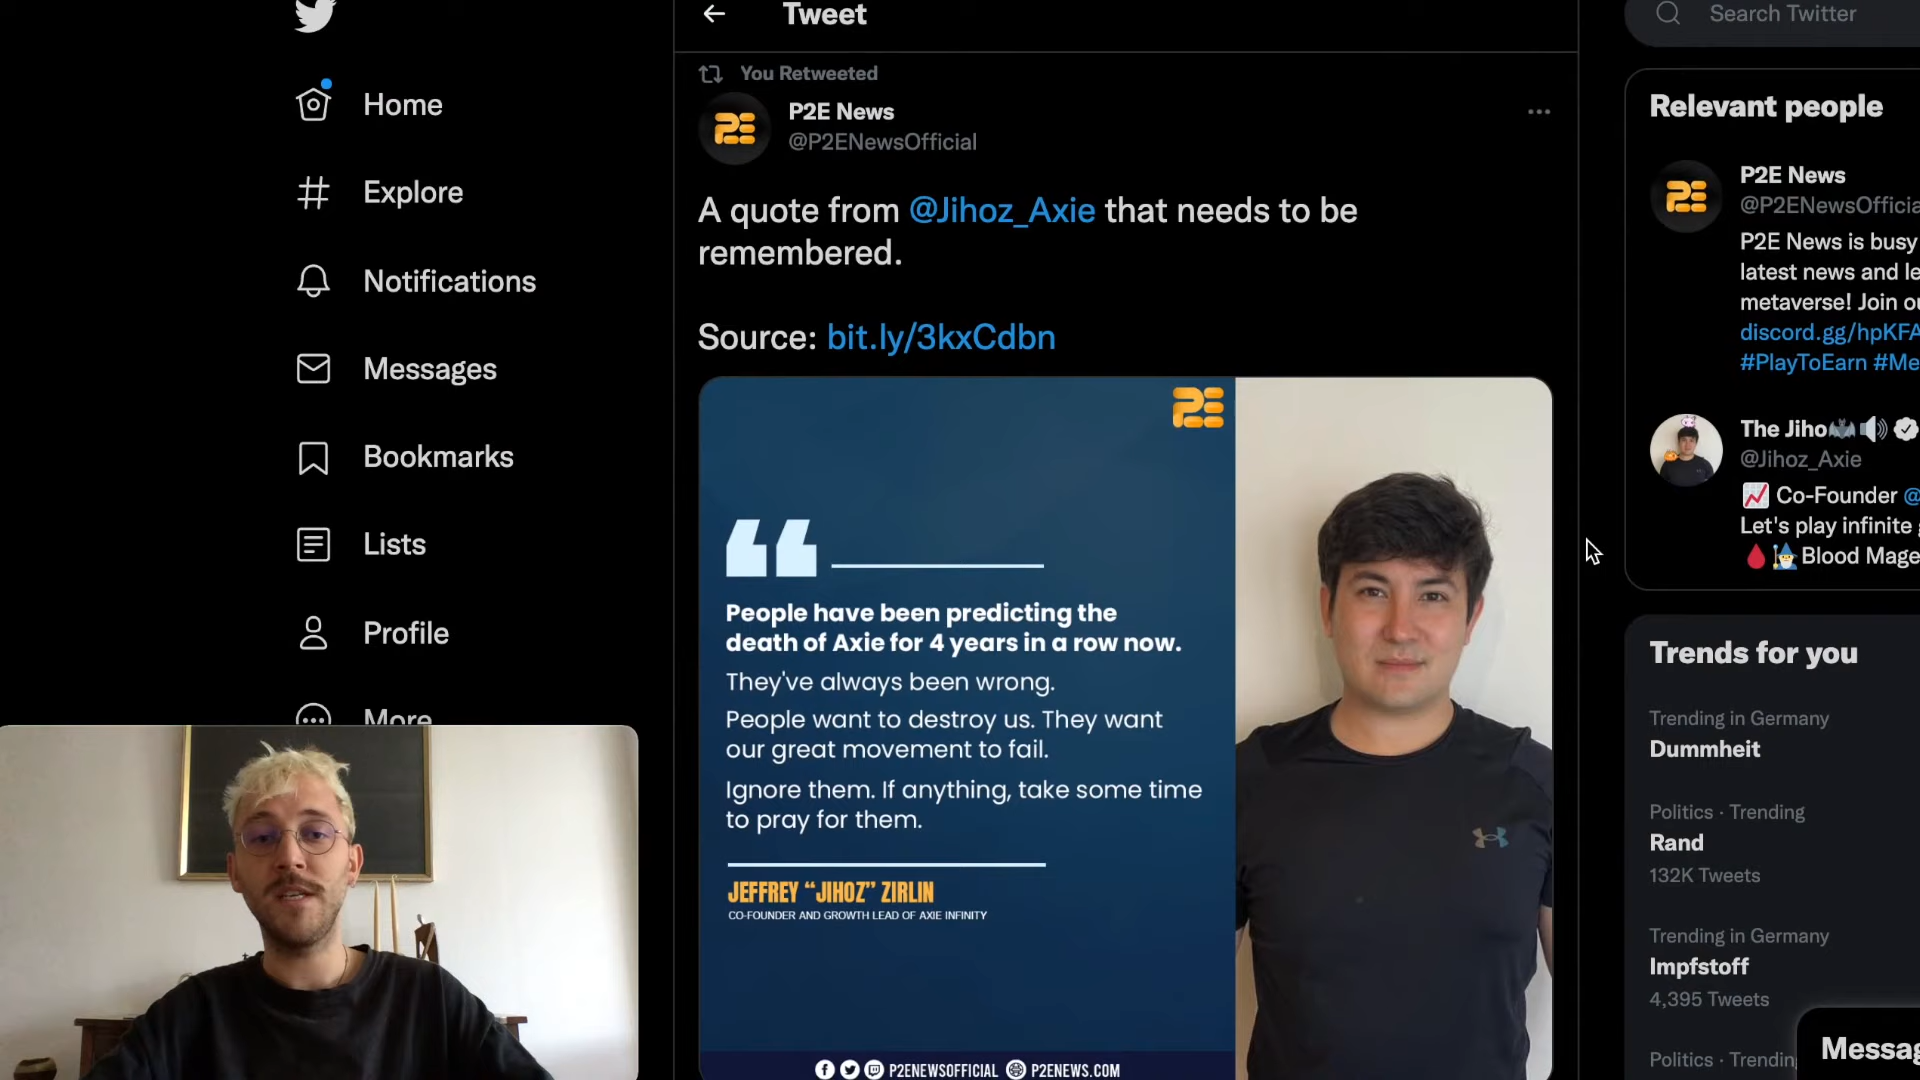 Home
Explore
Notifications
Messages
Bookmarks
Lists
Profile
More
Tweet
You Retweeted
P2E News
@P2ENewsOfficial
A quote from @Jihoz_Axie that needs to be
remembered.
Source: bit.ly/3kxCdbn
People have been predicting the
death of Axie for 4 years in a row now.
They've always been wrong.
People want to destroy us. They want
our great movement to fail.
Ignore them. If anything, take some time
to pray for them.
JEFFREY “JIHOZ” ZIRLIN
CO-FOUNDER AND GROWTH LEAD OF AXIE INFINITY
P2ENEWSOFFICIAL P2ENEWS.COM
Search Twitter
Relevant people
P2E News
@P2ENewsOfficia
P2E News is busy
latest news and le
metaverse! Join ou
discord.gg/hpKFA
#PlayToEarn #Me
The Jiho
@Jihoz_Axie
Co-Founder @
Let's play infinite g
Blood Mage
Trends for you
Trending in Germany
Dummheit
Politics · Trending
Rand
132K Tweets
Trending in Germany
Impfstoff
4,395 Tweets
Politics · Trending
Messag